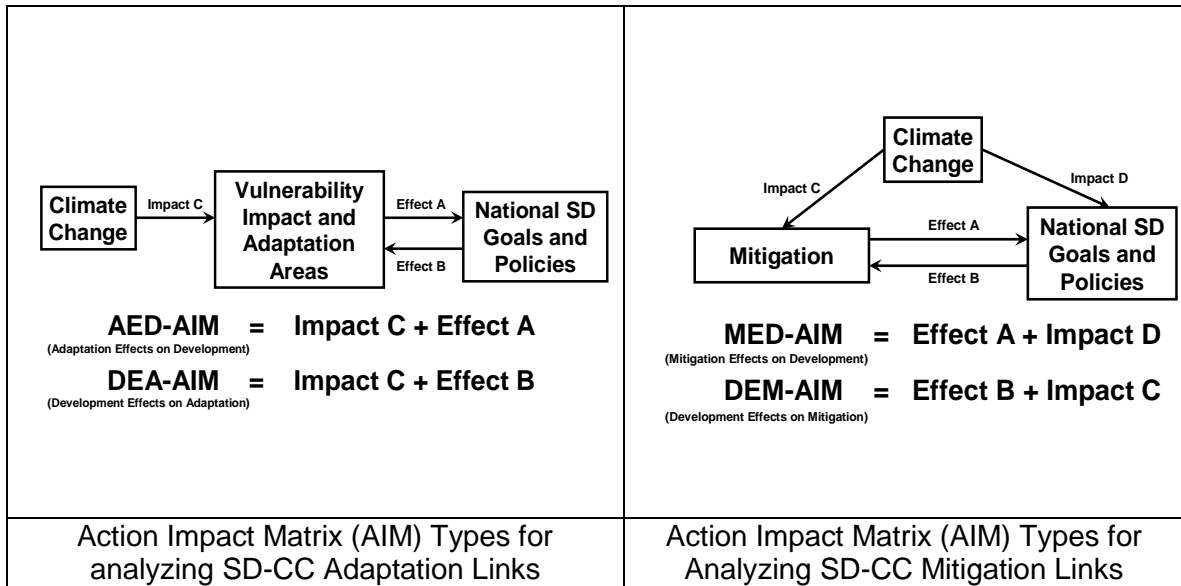 Climate
Change
Impact C
Vulnerability
Impact and
Adaptation
Areas
Effect A
Effect B
National SD
Goals and
Policies
AED-AIM = Impact C + Effect A
(Adaptation Effects on Development)
DEA-AIM = Impact C + Effect B
(Development Effects on Adaptation)
Action Impact Matrix (AIM) Types for
analyzing SD-CC Adaptation Links
Climate
Change
Impact C
Impact D
Mitigation
Effect A
Effect B
National SD
Goals and
Policies
MED-AIM = Effect A + Impact D
(Mitigation Effects on Development)
DEM-AIM = Effect B + Impact C
(Development Effects on Mitigation)
Action Impact Matrix (AIM) Types for
Analyzing SD-CC Mitigation Links